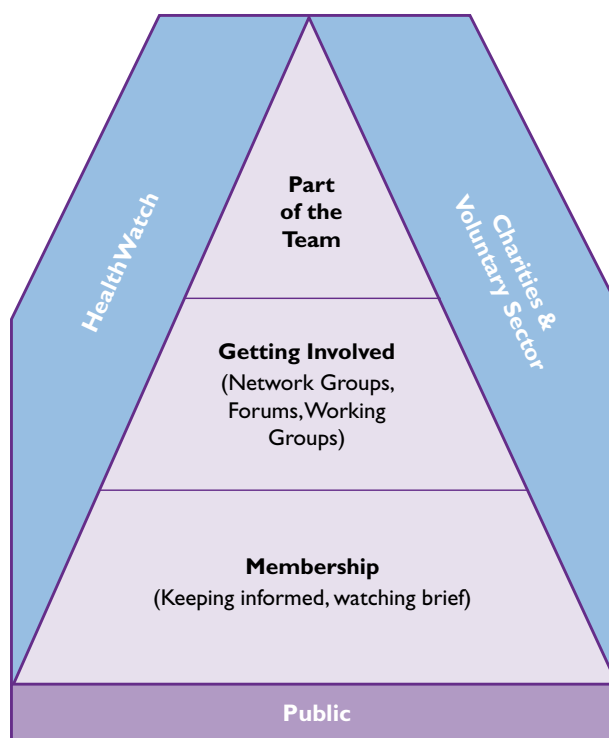 Part
of the
Team
HealthWatch
Charities &
Voluntary Sector
Getting Involved
(Network Groups,
Forums, Working
Groups)
Membership
(Keeping informed, watching brief)
Public